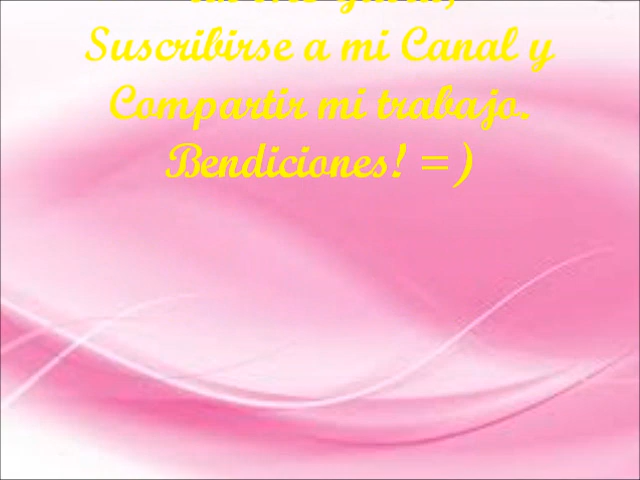 Suscribirse a mi Canal y
Compartir mi trabajo.
Bendiciones! =)